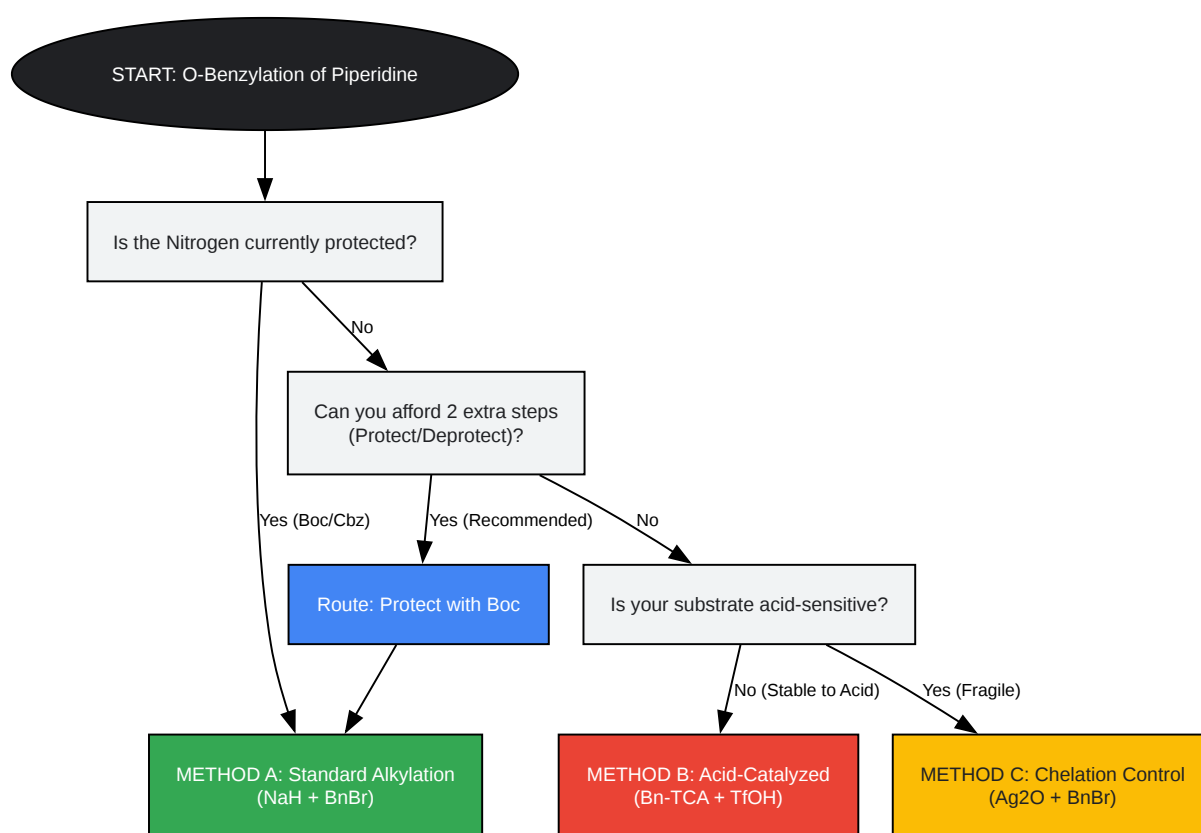 START: O-Benzylation of Piperidine
Is the Nitrogen currently protected?
No
Can you afford 2 extra steps
(Protect/Deprotect)?
Yes (Boc/Cbz)
Yes (Recommended)
No
Route: Protect with Boc
Is your substrate acid-sensitive?
No (Stable to Acid)
Yes (Fragile)
METHOD A: Standard Alkylation
(NaH + BnBr)
METHOD B: Acid-Catalyzed
(Bn-TCA + TfOH)
METHOD C: Chelation Control
(Ag2O + BnBr)